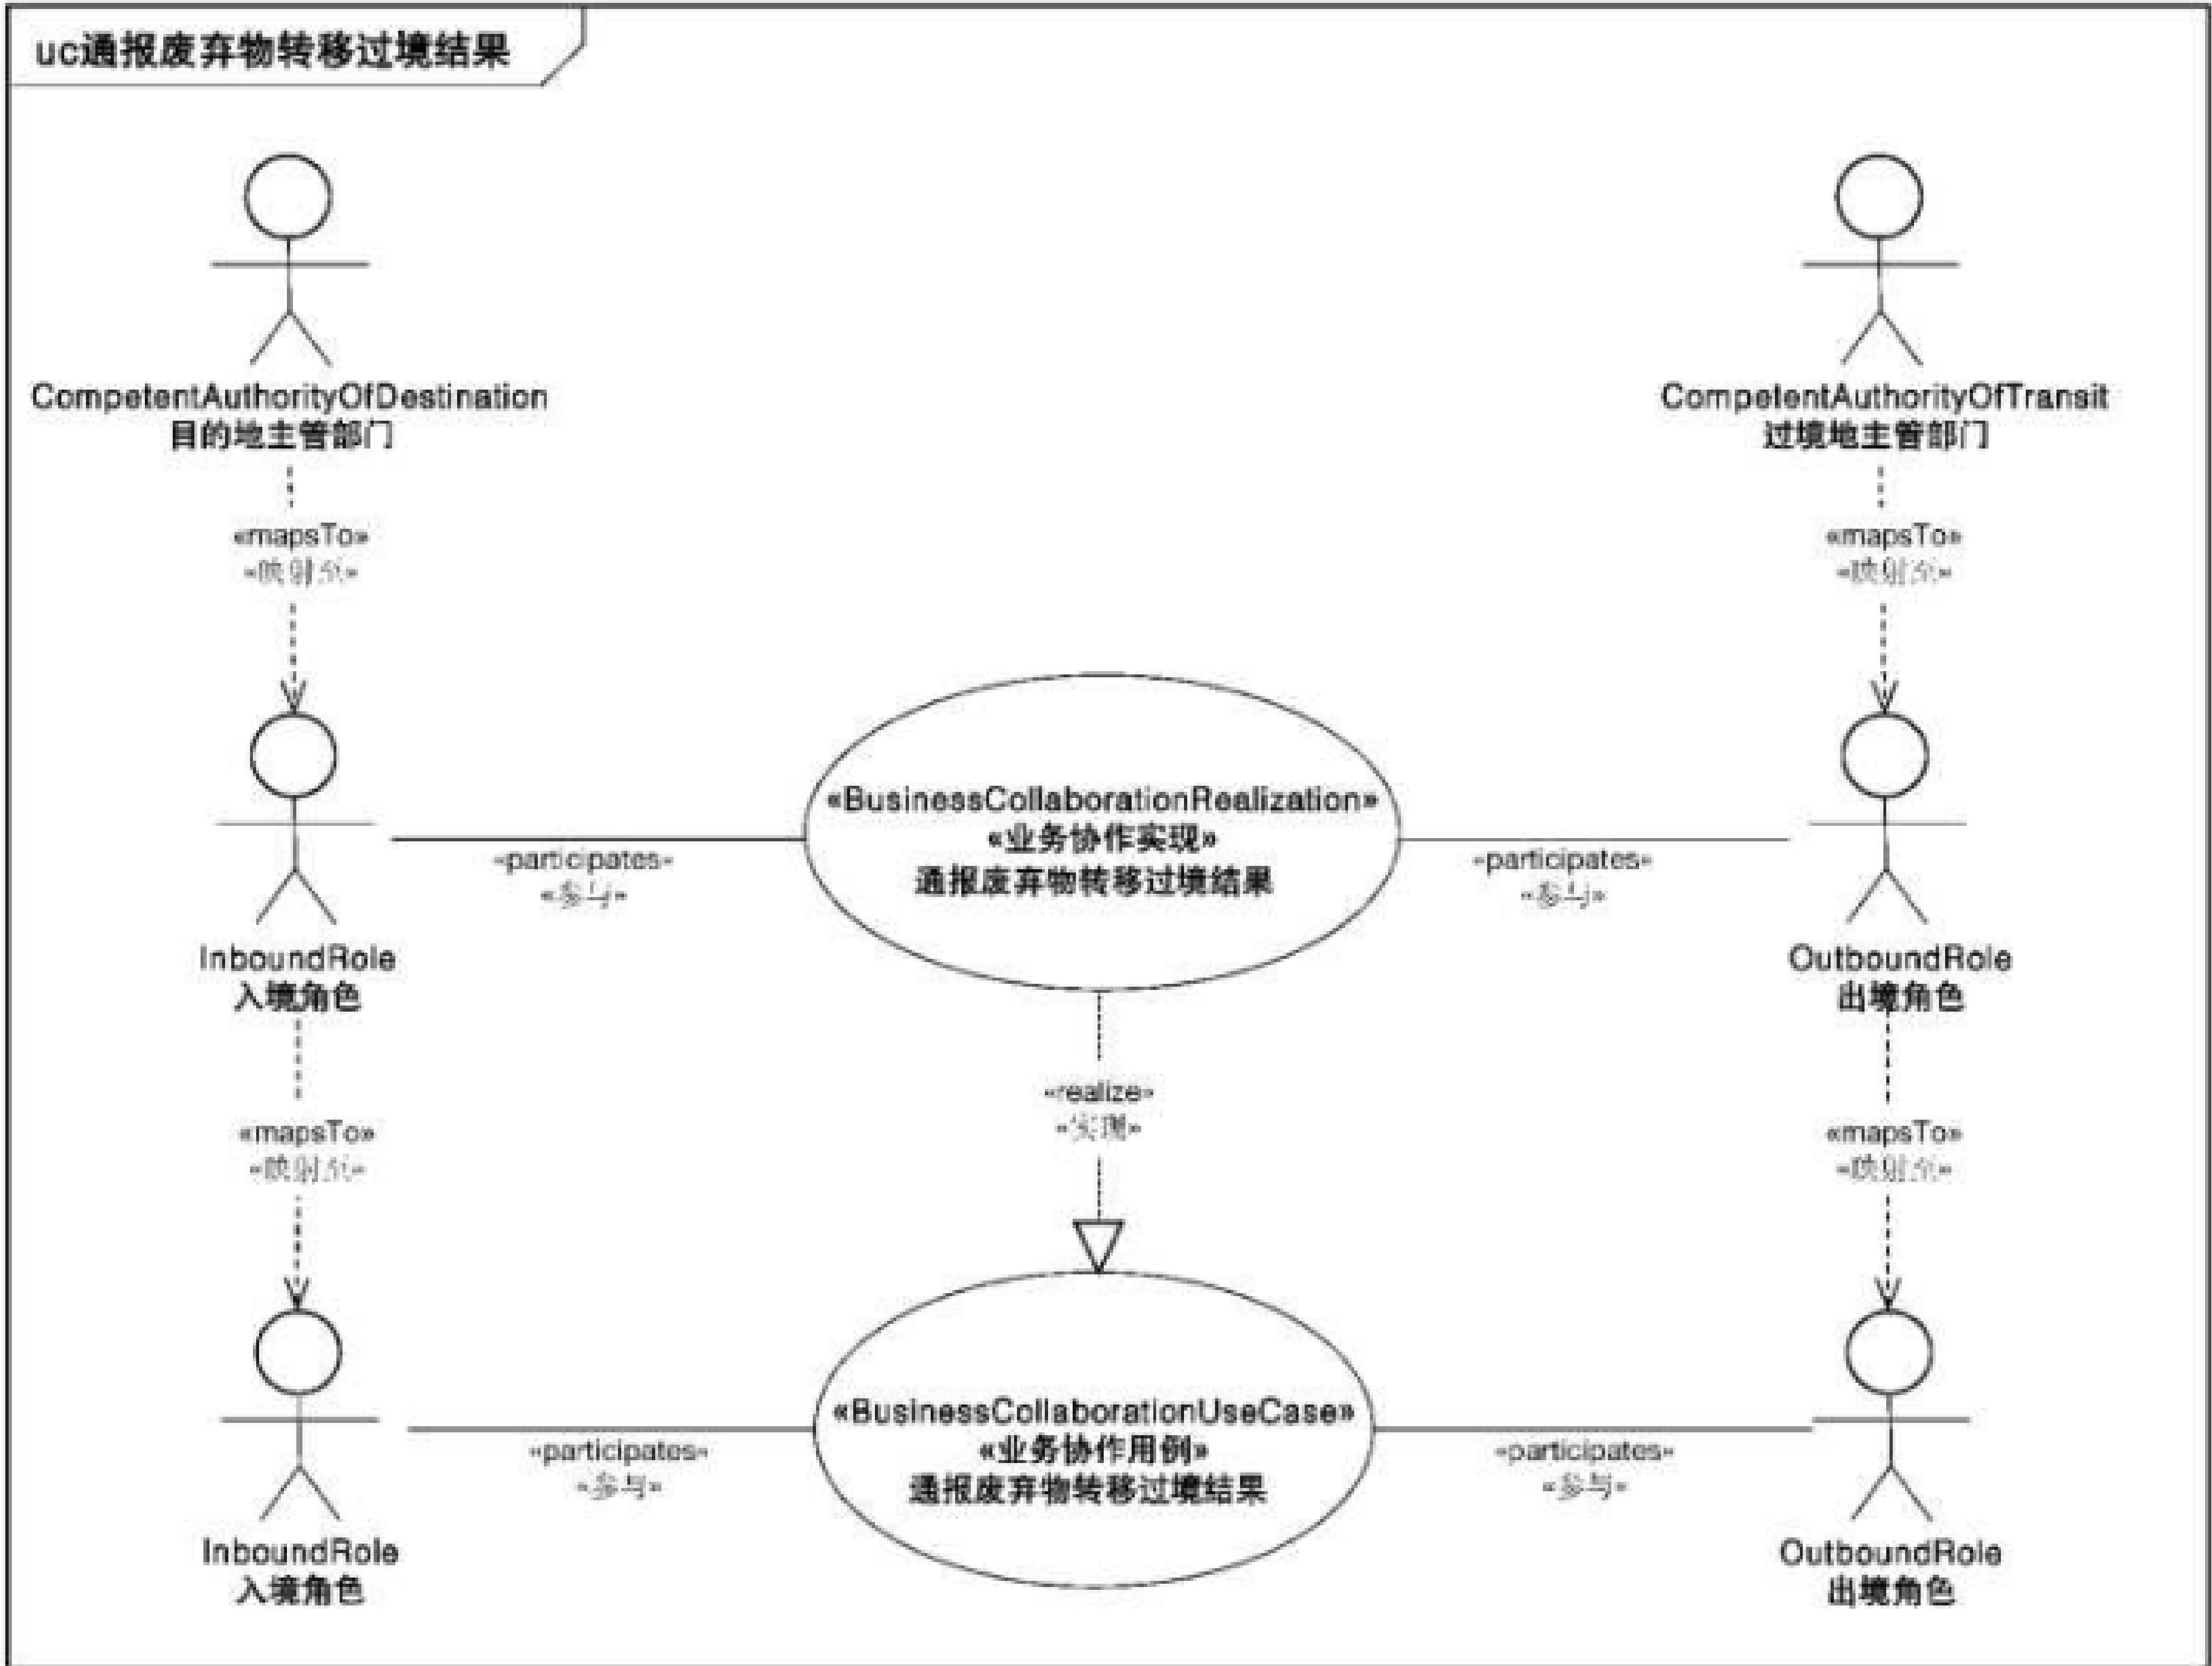 uc通报废弃物转移过境结果
CompetentAuthorityOfDestination
目的地主管部门
CompetentAuthorityOfTransit
过境地主管部门
«mapsTo»
«映射至»
«mapsTo»
«映射至»
«BusinessCollaborationRealization»
«业务协作实现»
通报废弃物转移过境结果
«participates»
«参与»
«participates»
«参与»
InboundRole
入境角色
OutboundRole
出境角色
«realize»
«实现»
«mapsTo»
«映射至»
«mapsTo»
«映射至»
«BusinessCollaborationUseCase»
«业务协作用例»
通报废弃物转移过境结果
«participates»
«参与»
«participates»
«参与»
InboundRole
入境角色
OutboundRole
出境角色